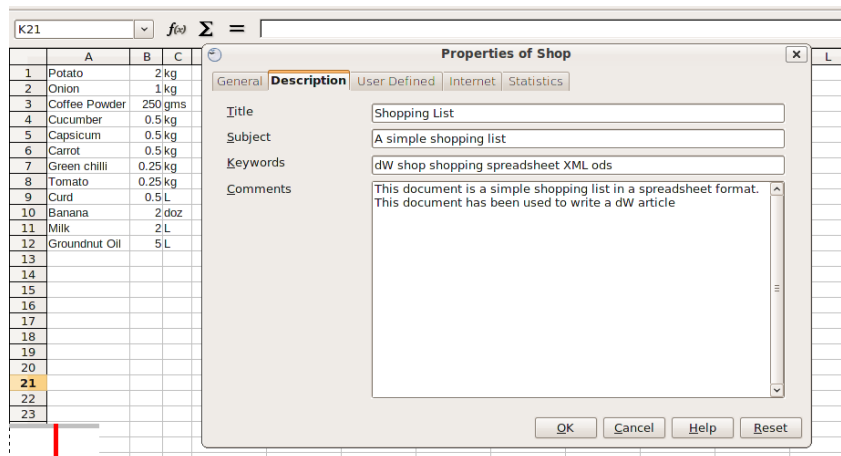 K21 f(x) Σ =
A B C L
1 Potato 2 kg
2 Onion 1 kg
3 Coffee Powder 250 gms
4 Cucumber 0.5 kg
5 Capsicum 0.5 kg
6 Carrot 0.5 kg
7 Green chilli 0.25 kg
8 Tomato 0.25 kg
9 Curd 0.5 L
10 Banana 2 doz
11 Milk 2 L
12 Groundnut Oil 5 L
13
14
15
16
17
18
19
20
21
22
23
Properties of Shop
General Description User Defined Internet Statistics
Title Shopping List
Subject A simple shopping list
Keywords dW shop shopping spreadsheet XML ods
Comments This document is a simple shopping list in a spreadsheet format.
This document has been used to write a dW article
OK Cancel Help Reset